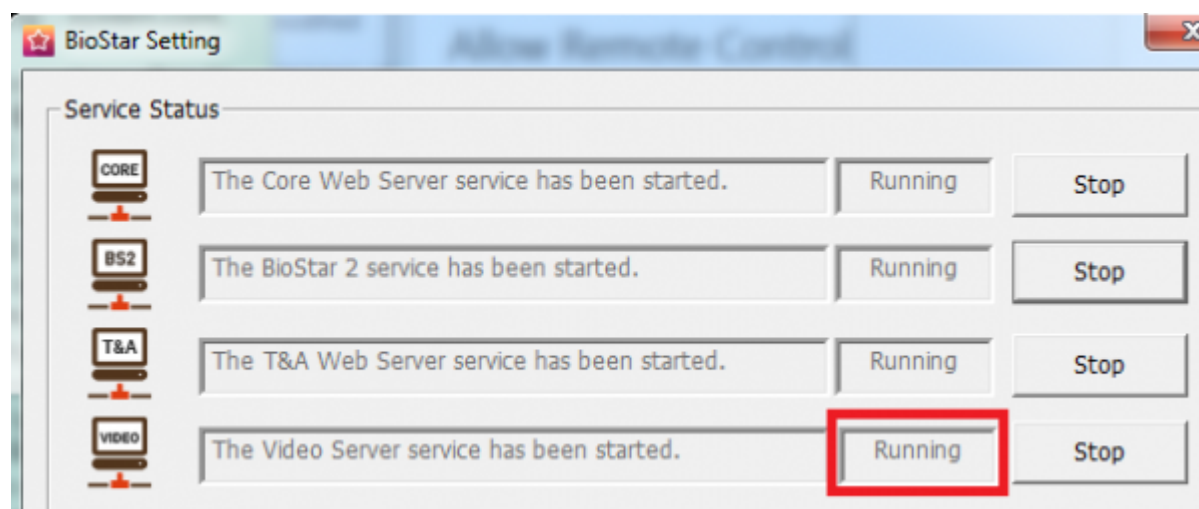 BioStar Setting
Allow Remote Control
Service Status
CORE
The Core Web Server service has been started. Running Stop
BS2
The BioStar 2 service has been started. Running Stop
T&A
The T&A Web Server service has been started. Running Stop
VIDEO
The Video Server service has been started. Running Stop